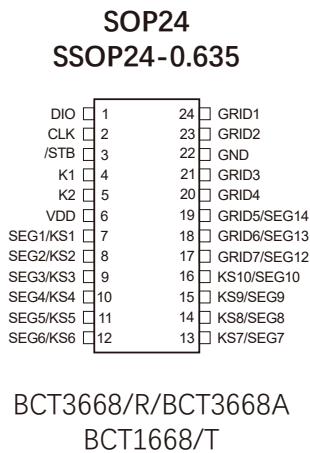 SOP24
SSOP24-0.635
DIO 1 24 GRID1
CLK 2 23 GRID2
/STB 3 22 GND
K1 4 21 GRID3
K2 5 20 GRID4
VDD 6 19 GRID5/SEG14
SEG1/KS1 7 18 GRID6/SEG13
SEG2/KS2 8 17 GRID7/SEG12
SEG3/KS3 9 16 KS10/SEG10
SEG4/KS4 10 15 KS9/SEG9
SEG5/KS5 11 14 KS8/SEG8
SEG6/KS6 12 13 KS7/SEG7
BCT3668/R/BCT3668A
BCT1668/T